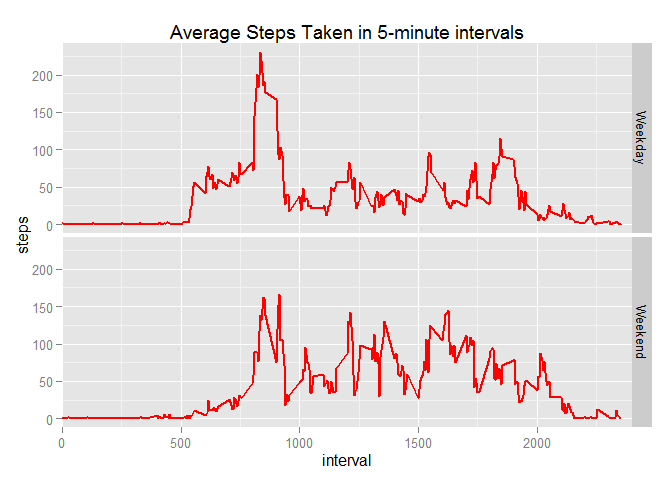 Average Steps Taken in 5-minute intervals
steps
200
150
100
50
0
Weekday
200
150
100
50
0
Weekend
0 500 1000 1500 2000
interval